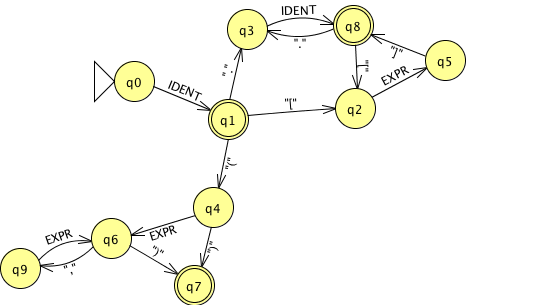 IDENT
q3
q8
"."
"."
"["
"]"
q5
q0
IDENT
EXPR
q1
"["
q2
"("
q4
EXPR
")"
EXPR
q6
")"
q9
","
q7